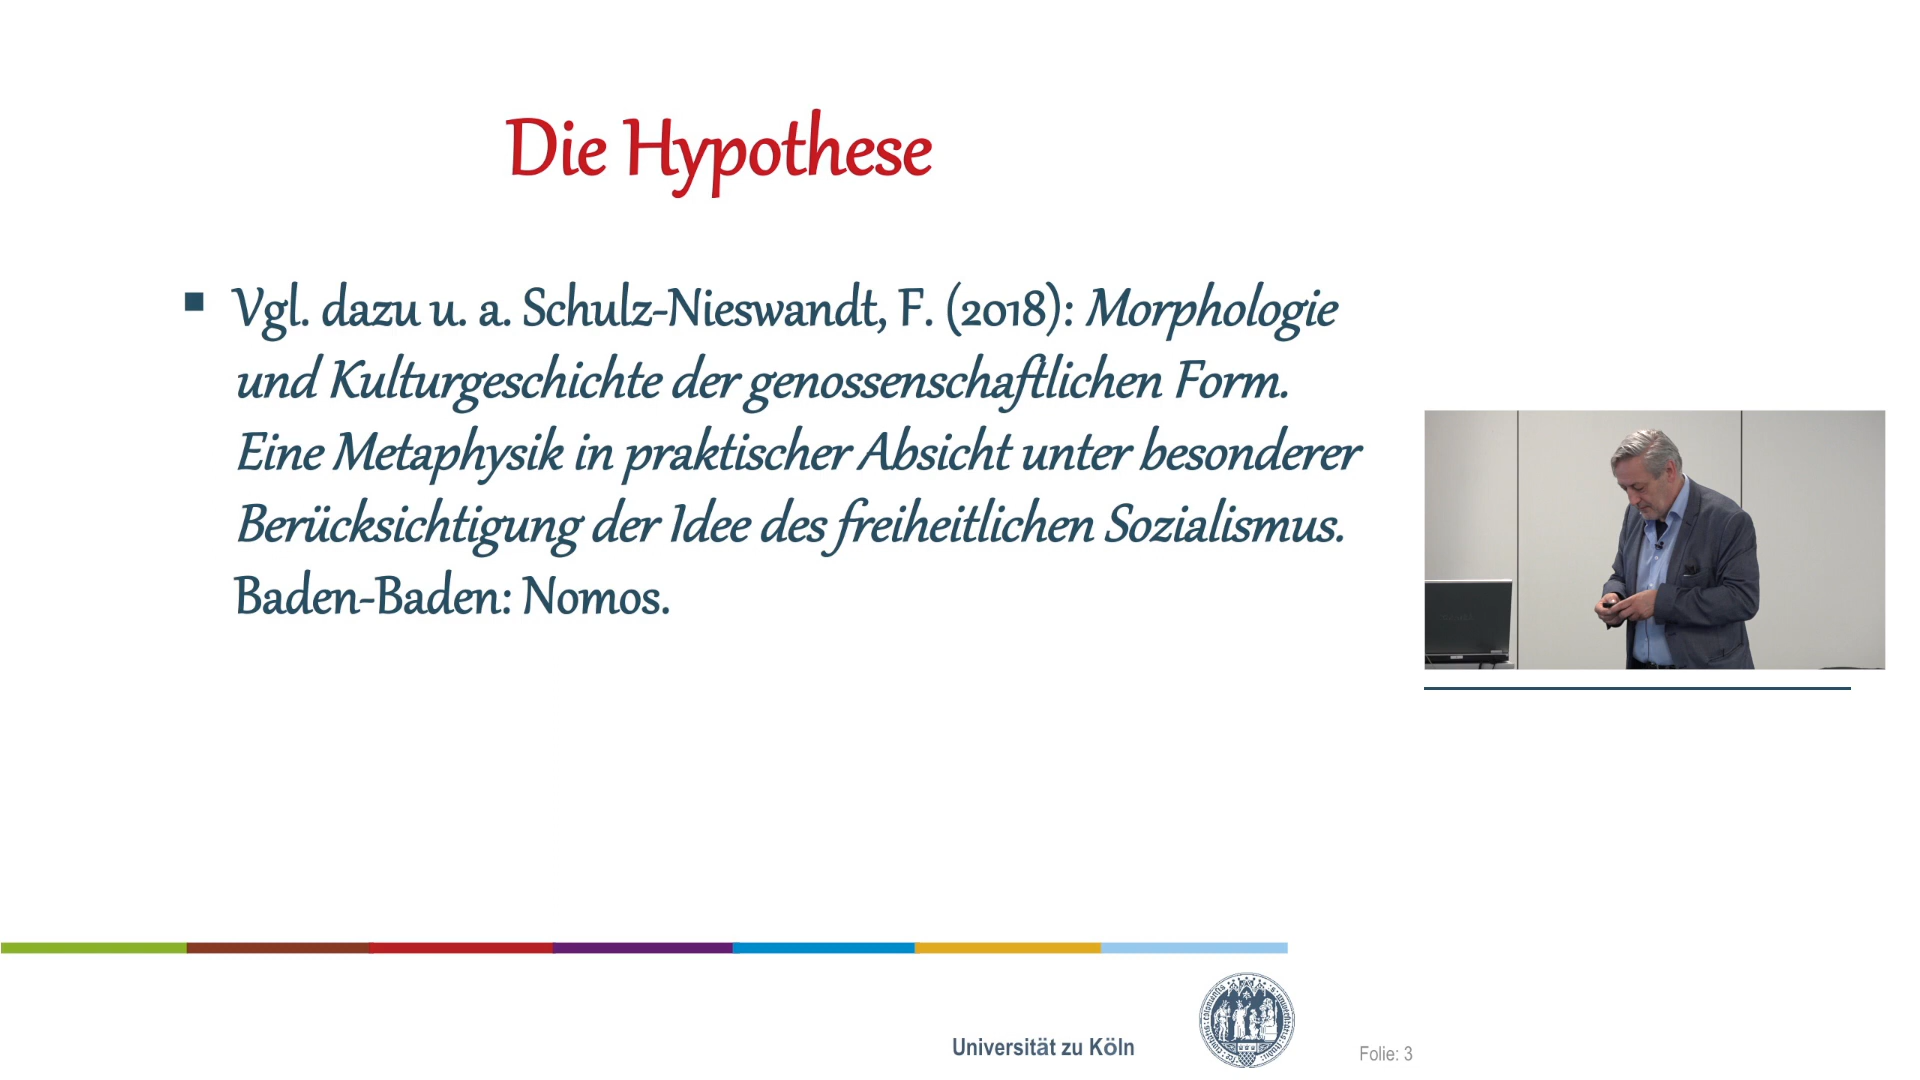 Die Hypothese
▪ Vgl. dazu u. a. Schulz-Nieswandt, F. (2018): Morphologie
und Kulturgeschichte der genossenschaftlichen Form.
Eine Metaphysik in praktischer Absicht unter besonderer
Berücksichtigung der Idee des freiheitlichen Sozialismus.
Baden-Baden: Nomos.
Universität zu Köln
Folie: 3